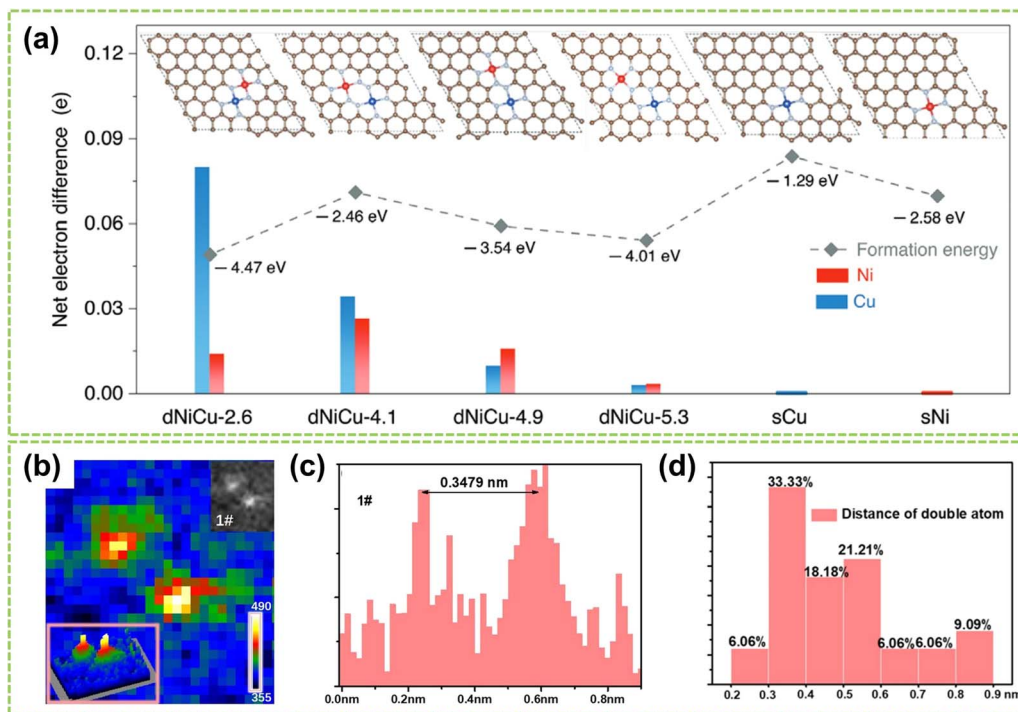 (a)
Net electron difference (e)
0.12
0.09
0.06
0.03
0.00
– 4.47 eV
– 2.46 eV
– 3.54 eV
– 4.01 eV
– 1.29 eV
– 2.58 eV
Formation energy
Ni
Cu
dNiCu-2.6
dNiCu-4.1
dNiCu-4.9
dNiCu-5.3
sCu
sNi
(b)
1#
490
355
(c)
1#
0.3479 nm
0.0nm
0.2nm
0.4nm
0.6nm
0.8nm
(d)
Distance of double atom
6.06%
33.33%
18.18%
21.21%
6.06%
6.06%
9.09%
0.2
0.3
0.4
0.5
0.6
0.7
0.8
0.9 nm